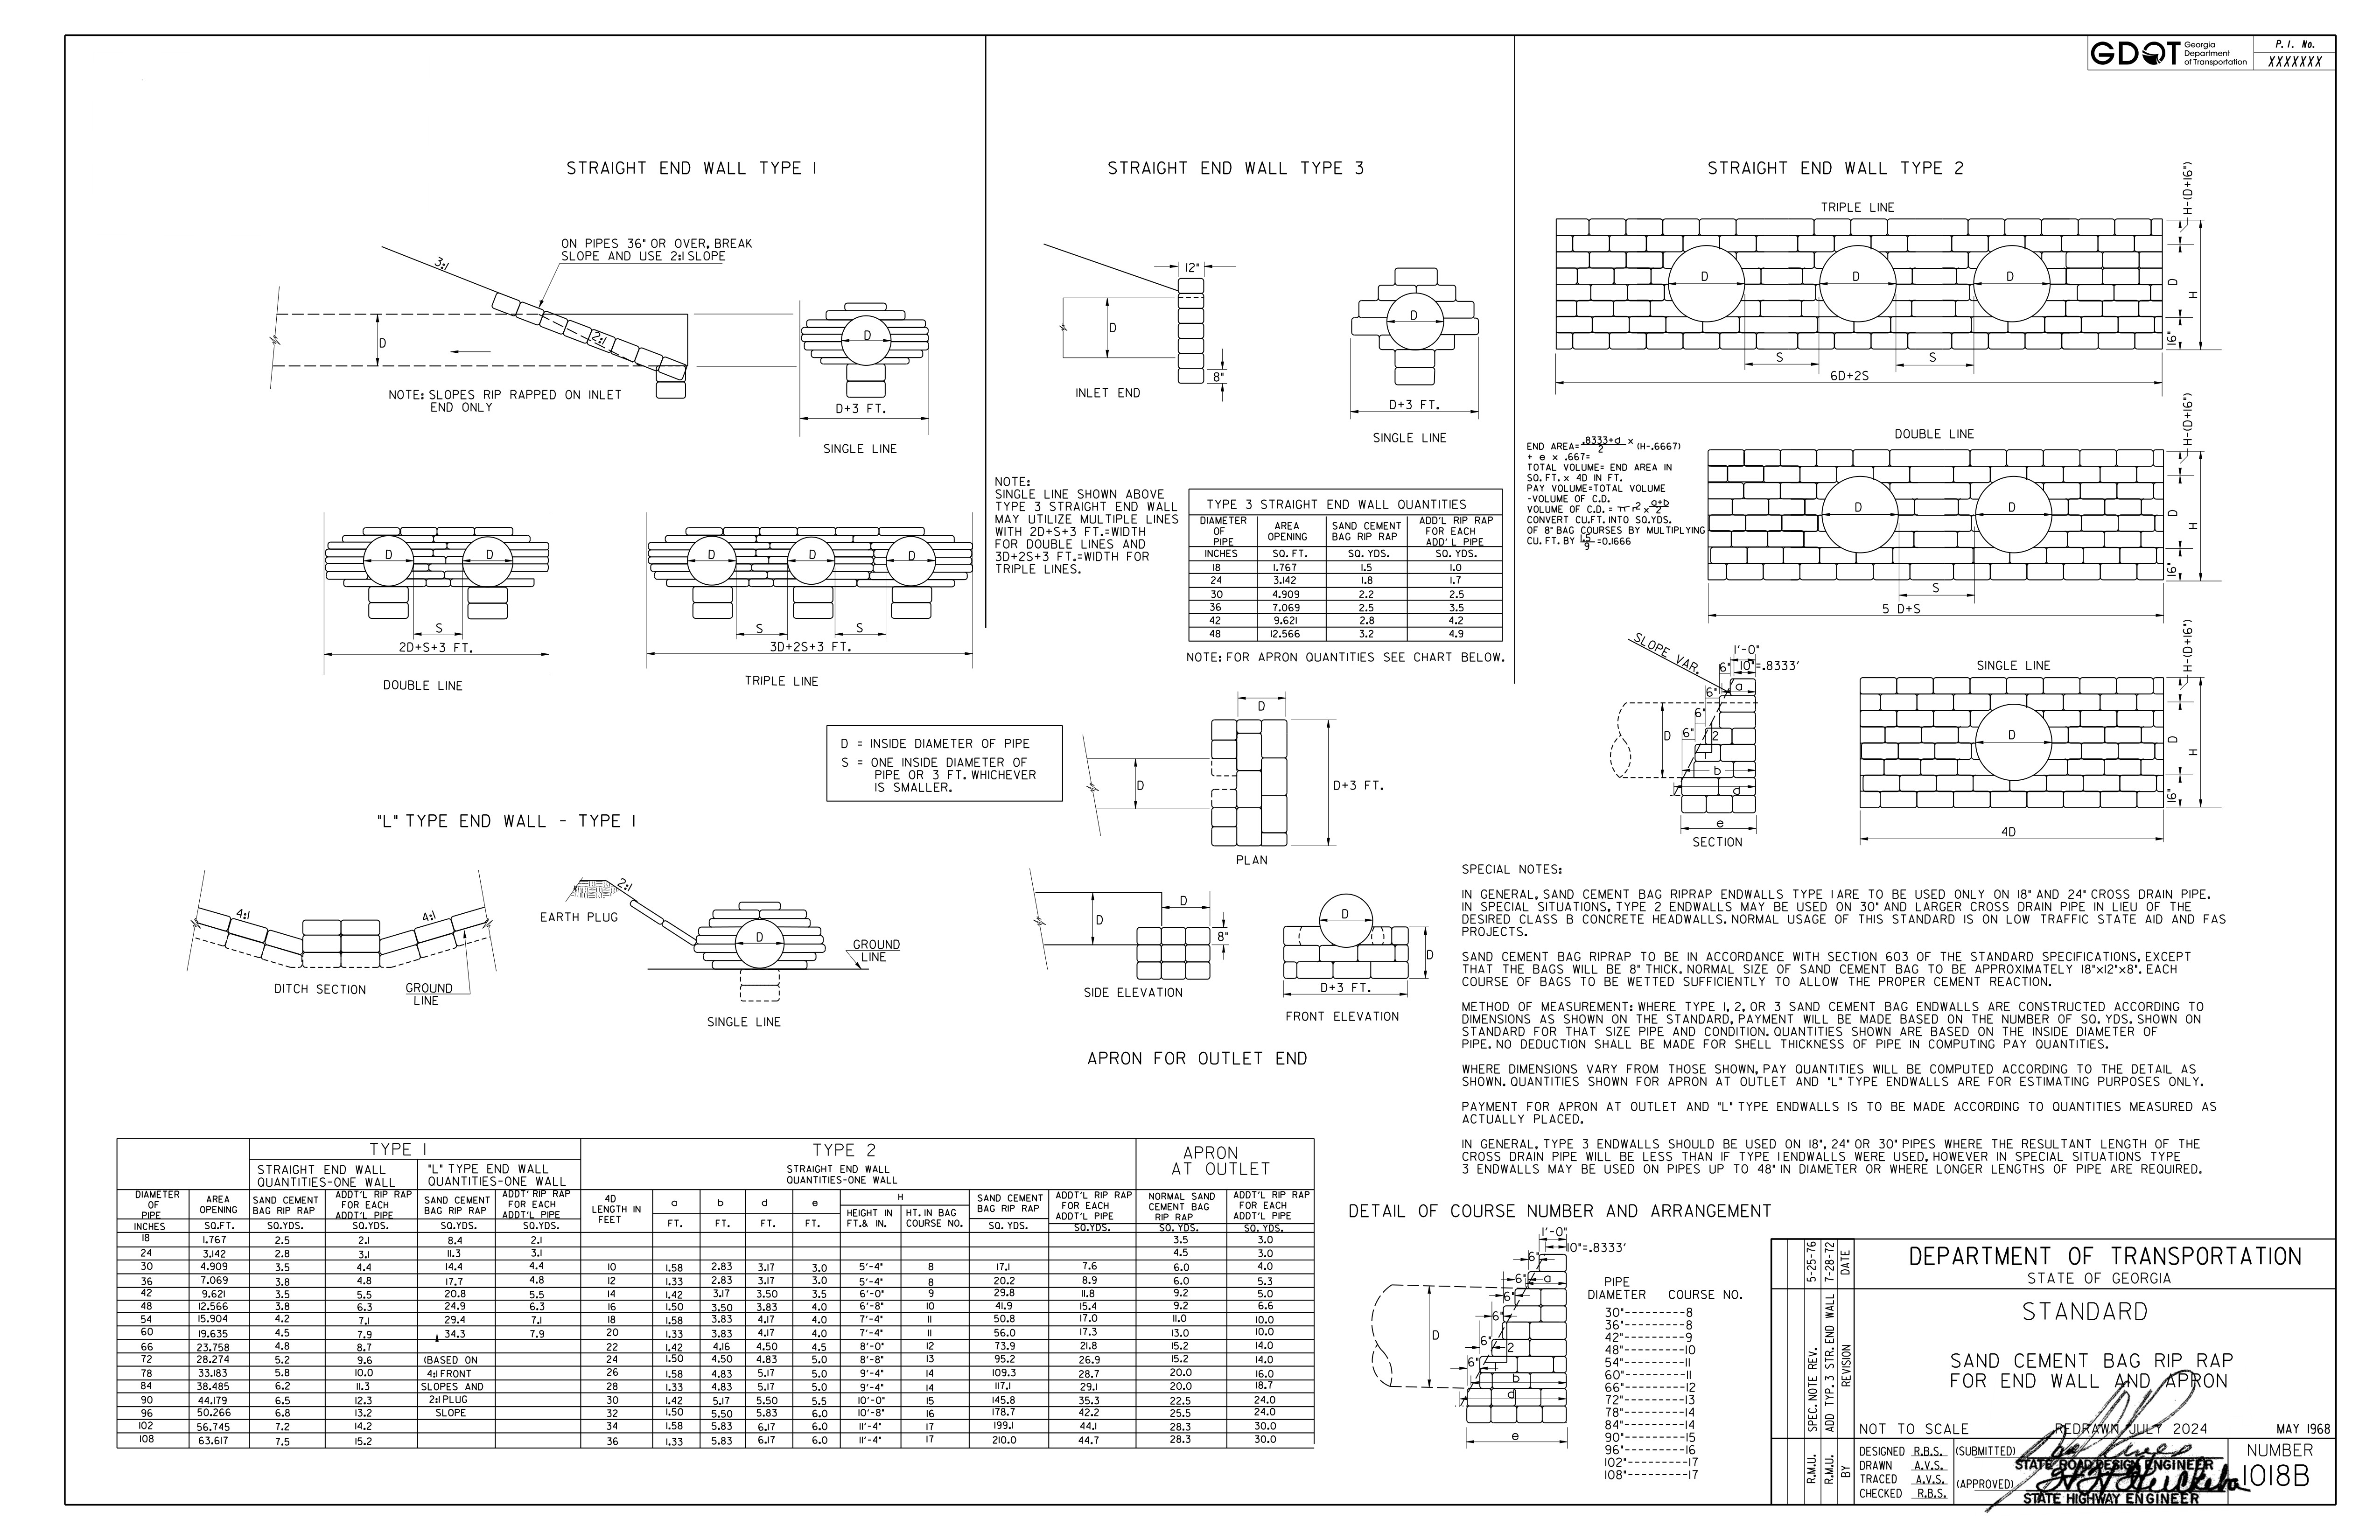 GDOT Georgia Department of Transportation
P. I. No.
XXXXXXX
STRAIGHT END WALL TYPE 1
3:1
ON PIPES 36" OR OVER, BREAK
SLOPE AND USE 2:1 SLOPE
2:1
D
NOTE: SLOPES RIP RAPPED ON INLET
END ONLY
D
D+3 FT.
SINGLE LINE
D
D
S
2D+S+3 FT.
DOUBLE LINE
D
D
D
S
S
3D+2S+3 FT.
TRIPLE LINE
STRAIGHT END WALL TYPE 3
12"
D
8"
INLET END
D
D+3 FT.
SINGLE LINE
NOTE:
SINGLE LINE SHOWN ABOVE
TYPE 3 STRAIGHT END WALL
MAY UTILIZE MULTIPLE LINES
WITH 2D+S+3 FT.=WIDTH
FOR DOUBLE LINES AND
3D+2S+3 FT.=WIDTH FOR
TRIPLE LINES.
TYPE 3 STRAIGHT END WALL QUANTITIES
DIAMETER OF PIPE | AREA OPENING | SAND CEMENT BAG RIP RAP | ADD'L RIP RAP FOR EACH ADD'L PIPE
INCHES | SQ. FT. | SQ. YDS. | SQ. YDS.
18 | 1.767 | 1.5 | 1.0
24 | 3.142 | 1.8 | 1.7
30 | 4.909 | 2.2 | 2.5
36 | 7.069 | 2.5 | 3.5
42 | 9.621 | 2.8 | 4.2
48 | 12.566 | 3.2 | 4.9
NOTE: FOR APRON QUANTITIES SEE CHART BELOW.
STRAIGHT END WALL TYPE 2
TRIPLE LINE
D
D
D
S
S
6D+2S
H-(D+16")
D
H
16"
DOUBLE LINE
D
D
S
5 D+S
H-(D+16")
D
H
16"
END AREA= .8333+d / 2 x (H-.6667)
+ e x .667=
TOTAL VOLUME= END AREA IN
SQ. FT. x 4D IN FT.
PAY VOLUME=TOTAL VOLUME
-VOLUME OF C.D.
VOLUME OF C.D. = π r² x a+b / 2
CONVERT CU.FT. INTO SQ.YDS.
OF 8" BAG COURSES BY MULTIPLYING
CU. FT. BY 1.5 / 9 =0.1666
SLOPE VAR.
1'-0"
6"
10"=.8333'
a
6"
6"
D
6"
2
1
b
d
e
SECTION
SINGLE LINE
D
4D
H-(D+16")
D
H
16"
D = INSIDE DIAMETER OF PIPE
S = ONE INSIDE DIAMETER OF
PIPE OR 3 FT. WHICHEVER
IS SMALLER.
D
D
D+3 FT.
PLAN
"L" TYPE END WALL - TYPE 1
4:1
4:1
DITCH SECTION
GROUND
LINE
2:1
EARTH PLUG
D
GROUND
LINE
SINGLE LINE
D
D
8"
SIDE ELEVATION
D
D
D+3 FT.
FRONT ELEVATION
APRON FOR OUTLET END
SPECIAL NOTES:
IN GENERAL, SAND CEMENT BAG RIPRAP ENDWALLS TYPE 1 ARE TO BE USED ONLY ON 18" AND 24" CROSS DRAIN PIPE.
IN SPECIAL SITUATIONS, TYPE 2 ENDWALLS MAY BE USED ON 30" AND LARGER CROSS DRAIN PIPE IN LIEU OF THE
DESIRED CLASS B CONCRETE HEADWALLS. NORMAL USAGE OF THIS STANDARD IS ON LOW TRAFFIC STATE AID AND FAS
PROJECTS.
SAND CEMENT BAG RIPRAP TO BE IN ACCORDANCE WITH SECTION 603 OF THE STANDARD SPECIFICATIONS, EXCEPT
THAT THE BAGS WILL BE 8" THICK. NORMAL SIZE OF SAND CEMENT BAG TO BE APPROXIMATELY 18"x12"x8". EACH
COURSE OF BAGS TO BE WETTED SUFFICIENTLY TO ALLOW THE PROPER CEMENT REACTION.
METHOD OF MEASUREMENT: WHERE TYPE 1, 2, OR 3 SAND CEMENT BAG ENDWALLS ARE CONSTRUCTED ACCORDING TO
DIMENSIONS AS SHOWN ON THE STANDARD, PAYMENT WILL BE MADE BASED ON THE NUMBER OF SQ. YDS. SHOWN ON
STANDARD FOR THAT SIZE PIPE AND CONDITION. QUANTITIES SHOWN ARE BASED ON THE INSIDE DIAMETER OF
PIPE. NO DEDUCTION SHALL BE MADE FOR SHELL THICKNESS OF PIPE IN COMPUTING PAY QUANTITIES.
WHERE DIMENSIONS VARY FROM THOSE SHOWN, PAY QUANTITIES WILL BE COMPUTED ACCORDING TO THE DETAIL AS
SHOWN. QUANTITIES SHOWN FOR APRON AT OUTLET AND "L" TYPE ENDWALLS ARE FOR ESTIMATING PURPOSES ONLY.
PAYMENT FOR APRON AT OUTLET AND "L" TYPE ENDWALLS IS TO BE MADE ACCORDING TO QUANTITIES MEASURED AS
ACTUALLY PLACED.
IN GENERAL, TYPE 3 ENDWALLS SHOULD BE USED ON 18", 24" OR 30" PIPES WHERE THE RESULTANT LENGTH OF THE
CROSS DRAIN PIPE WILL BE LESS THAN IF TYPE 1 ENDWALLS WERE USED, HOWEVER IN SPECIAL SITUATIONS TYPE
3 ENDWALLS MAY BE USED ON PIPES UP TO 48" IN DIAMETER OR WHERE LONGER LENGTHS OF PIPE ARE REQUIRED.
TYPE 1 | TYPE 2 | APRON AT OUTLET
STRAIGHT END WALL QUANTITIES-ONE WALL | "L" TYPE END WALL QUANTITIES-ONE WALL | STRAIGHT END WALL QUANTITIES-ONE WALL
DIAMETER OF PIPE | AREA OPENING | SAND CEMENT BAG RIP RAP | ADDT'L RIP RAP FOR EACH ADDT'L PIPE | SAND CEMENT BAG RIP RAP | ADDT' RIP RAP FOR EACH ADDT'L PIPE | 4D LENGTH IN FEET | a | b | d | e | H | HEIGHT IN FT.& IN. | HT. IN BAG COURSE NO. | SAND CEMENT BAG RIP RAP | ADDT'L RIP RAP FOR EACH ADDT'L PIPE | NORMAL SAND CEMENT BAG RIP RAP | ADDT'L RIP RAP FOR EACH ADDT'L PIPE
INCHES | SQ.FT. | SQ.YDS. | SQ.YDS. | SQ.YDS. | SQ.YDS. | FT. | FT. | FT. | FT. | SQ. YDS. | SQ.YDS. | SQ. YDS. | SQ. YDS.
18 | 1.767 | 2.5 | 2.1 | 8.4 | 2.1 | 3.5 | 3.0
24 | 3.142 | 2.8 | 3.1 | 11.3 | 3.1 | 4.5 | 3.0
30 | 4.909 | 3.5 | 4.4 | 14.4 | 4.4 | 10 | 1.58 | 2.83 | 3.17 | 3.0 | 5'-4" | 8 | 17.1 | 7.6 | 6.0 | 4.0
36 | 7.069 | 3.8 | 4.8 | 17.7 | 4.8 | 12 | 1.33 | 2.83 | 3.17 | 3.0 | 5'-4" | 8 | 20.2 | 8.9 | 6.0 | 5.3
42 | 9.621 | 3.5 | 5.5 | 20.8 | 5.5 | 14 | 1.42 | 3.17 | 3.50 | 3.5 | 6'-0" | 9 | 29.8 | 11.8 | 9.2 | 5.0
48 | 12.566 | 3.8 | 6.3 | 24.9 | 6.3 | 16 | 1.50 | 3.50 | 3.83 | 4.0 | 6'-8" | 10 | 41.9 | 15.4 | 9.2 | 6.6
54 | 15.904 | 4.2 | 7.1 | 29.4 | 7.1 | 18 | 1.58 | 3.83 | 4.17 | 4.0 | 7'-4" | 11 | 50.8 | 17.0 | 11.0 | 10.0
60 | 19.635 | 4.5 | 7.9 | 34.3 | 7.9 | 20 | 1.33 | 3.83 | 4.17 | 4.0 | 7'-4" | 11 | 56.0 | 17.3 | 13.0 | 10.0
66 | 23.758 | 4.8 | 8.7 | 22 | 1.42 | 4.16 | 4.50 | 4.5 | 8'-0" | 12 | 73.9 | 21.8 | 15.2 | 14.0
72 | 28.274 | 5.2 | 9.6 | (BASED ON | 24 | 1.50 | 4.50 | 4.83 | 5.0 | 8'-8" | 13 | 95.2 | 26.9 | 15.2 | 14.0
78 | 33.183 | 5.8 | 10.0 | 4:1 FRONT | 26 | 1.58 | 4.83 | 5.17 | 5.0 | 9'-4" | 14 | 109.3 | 28.7 | 20.0 | 16.0
84 | 38.485 | 6.2 | 11.3 | SLOPES AND | 28 | 1.33 | 4.83 | 5.17 | 5.0 | 9'-4" | 14 | 117.1 | 29.1 | 20.0 | 18.7
90 | 44.179 | 6.5 | 12.3 | 2:1 PLUG | 30 | 1.42 | 5.17 | 5.50 | 5.5 | 10'-0" | 15 | 145.8 | 35.3 | 22.5 | 24.0
96 | 50.266 | 6.8 | 13.2 | SLOPE | 32 | 1.50 | 5.50 | 5.83 | 6.0 | 10'-8" | 16 | 178.7 | 42.2 | 25.5 | 24.0
102 | 56.745 | 7.2 | 14.2 | 34 | 1.58 | 5.83 | 6.17 | 6.0 | 11'-4" | 17 | 199.1 | 44.1 | 28.3 | 30.0
108 | 63.617 | 7.5 | 15.2 | 36 | 1.33 | 5.83 | 6.17 | 6.0 | 11'-4" | 17 | 210.0 | 44.7 | 28.3 | 30.0
DETAIL OF COURSE NUMBER AND ARRANGEMENT
1'-0"
10"=.8333'
6"
6"
a
6"
6"
D
6"
2
6"
b
d
e
PIPE
DIAMETER COURSE NO.
30"--------8
36"--------8
42"--------9
48"--------10
54"--------11
60"--------11
66"--------12
72"--------13
78"--------14
84"--------14
90"--------15
96"--------16
102"--------17
108"--------17
5-25-76 | 7-28-72 | DATE
SPEC. NOTE REV. | ADD TYP. 3 STR. END WALL | REVISION
R.M.U. | R.M.U. | BY
DEPARTMENT OF TRANSPORTATION
STATE OF GEORGIA
STANDARD
SAND CEMENT BAG RIP RAP
FOR END WALL AND APRON
NOT TO SCALE REDRAWN JULY 2024 MAY 1968
DESIGNED R.B.S.
DRAWN A.V.S.
TRACED A.V.S.
CHECKED R.B.S.
(SUBMITTED)
STATE ROAD DESIGN ENGINEER
(APPROVED)
STATE HIGHWAY ENGINEER
NUMBER
1018B